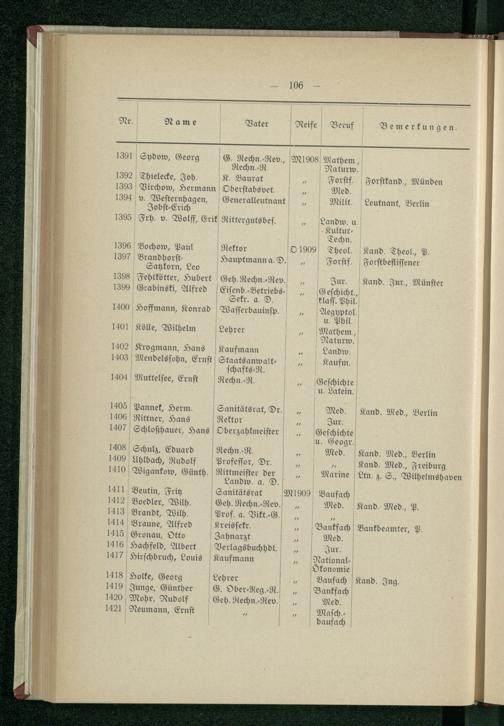 — 106 —
Nr. Name Vater Reife Beruf Bemerkungen.
1391 Sydow, Georg G. Rechn.-Rev., M1908 Mathem.,
Rechn.-R. Naturw.
1392 Thielecke, Joh. K. Baurat „ Forstf. Forstkand., Münden
1393 Virchow, Hermann Oberstabsvet. „ Med.
1394 v. Westernhagen, Generalleutnant „ Milit. Leutnant, Berlin
Jobst-Erich
1395 Frh. v. Wolff, Erik Rittergutsbes. „ Landw. u.
Kultur-
Techn.
1396 Bochow, Paul Rektor O 1909 Theol. Kand. Theol., P.
1397 Brandhorst- Hauptmann a. D. „ Forstf. Forstbeflissener
Satzkorn, Leo
1398 Fehtkötter, Hubert Geh. Rechn.-Rev. „ Jur. Kand. Jur., Münster
1399 Grabinski, Alfred Eisenb.-Betriebs- „ Geschicht.,
Sekr. a. D. klass. Phil.
1400 Hoffmann, Konrad Wasserbauinsp. „ Aegyptol.
u. Phil.
1401 Kölle, Wilhelm Lehrer „ Mathem.,
Naturw.
1402 Krogmann, Hans Kaufmann „ Landw.
1403 Mendelssohn, Ernst Staatsanwalt- „ Kaufm.
schafts-R.
1404 Muttelsee, Ernst Rechn.-R. „ Geschichte
u. Latein.
1405 Pannek, Herm. Sanitätsrat, Dr. „ Med. Kand. Med., Berlin
1406 Rittner, Hans Rektor „ Jur.
1407 Schloßhauer, Hans Oberzahlmeister „ Geschichte
u. Geogr.
1408 Schulz, Eduard Rechn.-R. „ Med. Kand. Med., Berlin
1409 Uhlbach, Rudolf Professor, Dr. „ „ Kand. Med., Freiburg
1410 Wigankow, Günth. Rittmeister der „ Marine Ltn. z. S., Wilhelmshaven
Landw. a. D.
1411 Beutin, Fritz Sanitätsrat M1909 Baufach
1412 Boedler, Wilh. Geh. Rechn.-Rev. „ Med. Kand. Med., P.
1413 Brandt, Wilh. Prof. a. Vikt.-G. „ „
1414 Braune, Alfred Kreissekr. „ Bankfach Bankbeamter, P.
1415 Gronau, Otto Zahnarzt „ Med.
1416 Hachfeld, Albert Verlagsbuchhdl. „ Jur.
1417 Hirschbruch, Louis Kaufmann „ National-
Ökonomie
1418 Holke, Georg Lehrer „ Baufach Kand. Ing.
1419 Junge, Günther G. Ober-Reg.-R. „ Bankfach
1420 Mohr, Rudolf Geh. Rechn.-Rev. „ Med.
1421 Neumann, Ernst „ „ Masch.-
baufach